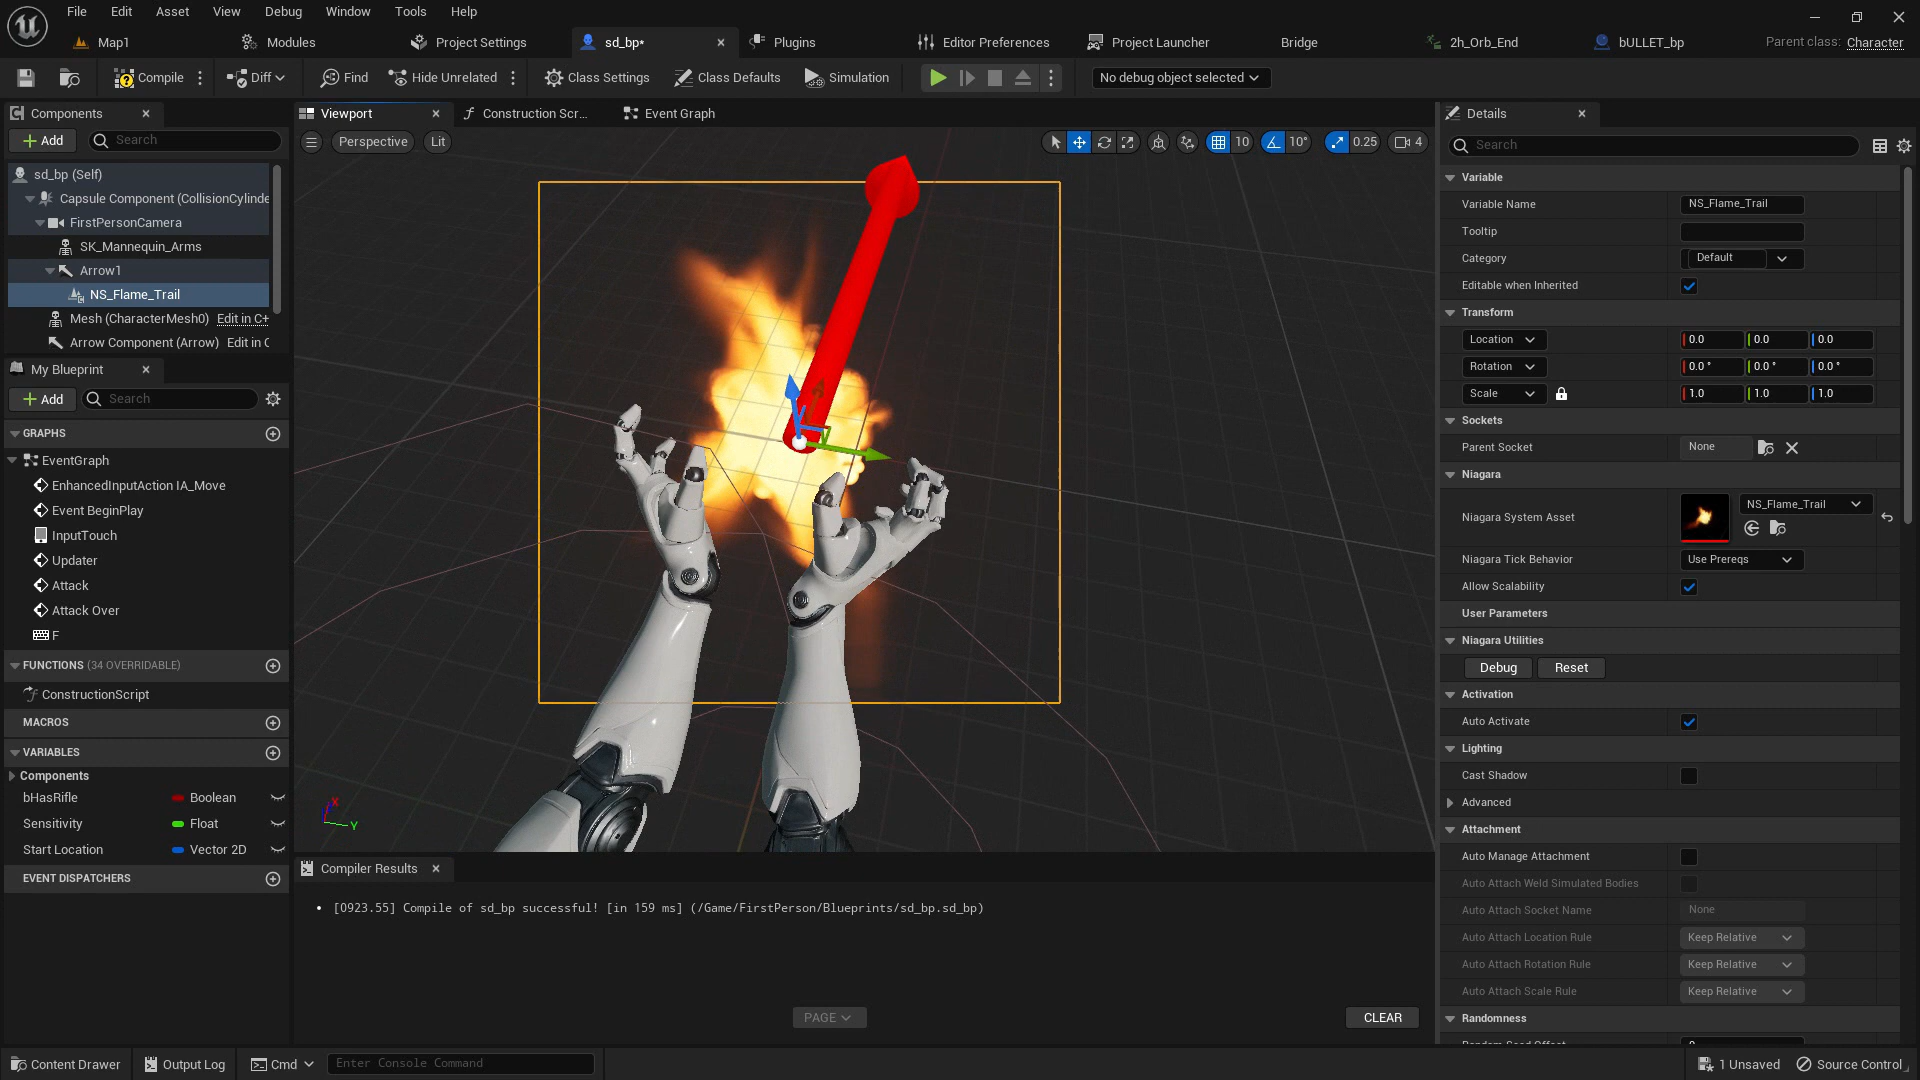 File Edit Asset View Debug Window Tools Help
Map1 Modules Project Settings sd_bp* Plugins Editor Preferences Project Launcher Bridge 2h_Orb_End bULLET_bp Parent class: Character
Compile Diff Find Hide Unrelated Class Settings Class Defaults Simulation No debug object selected
Components
Add Search
sd_bp (Self)
Capsule Component (CollisionCylinde
FirstPersonCamera
SK_Mannequin_Arms
Arrow1
NS_Flame_Trail
Mesh (CharacterMesh0) Edit in C+
Arrow Component (Arrow) Edit in C
My Blueprint
Add Search
GRAPHS
EventGraph
EnhancedInputAction IA_Move
Event BeginPlay
InputTouch
Updater
Attack
Attack Over
F
FUNCTIONS (34 OVERRIDABLE)
ConstructionScript
MACROS
VARIABLES
Components
bHasRifle Boolean
Sensitivity Float
Start Location Vector 2D
EVENT DISPATCHERS
Viewport Construction Scr... Event Graph
Perspective Lit 10 10° 0.25 4
X
Y
Compiler Results
• [0923.55] Compile of sd_bp successful! [in 159 ms] (/Game/FirstPerson/Blueprints/sd_bp.sd_bp)
PAGE CLEAR
Details
Search
Variable
Variable Name NS_Flame_Trail
Tooltip
Category Default
Editable when Inherited
Transform
Location 0.0 0.0 0.0
Rotation 0.0 ° 0.0 ° 0.0 °
Scale 1.0 1.0 1.0
Sockets
Parent Socket None
Niagara
Niagara System Asset NS_Flame_Trail
Niagara Tick Behavior Use Prereqs
Allow Scalability
User Parameters
Niagara Utilities
Debug Reset
Activation
Auto Activate
Lighting
Cast Shadow
Advanced
Attachment
Auto Manage Attachment
Auto Attach Weld Simulated Bodies
Auto Attach Socket Name None
Auto Attach Location Rule Keep Relative
Auto Attach Rotation Rule Keep Relative
Auto Attach Scale Rule Keep Relative
Randomness
Random Seed Offset 0
Content Drawer Output Log Cmd Enter Console Command 1 Unsaved Source Control